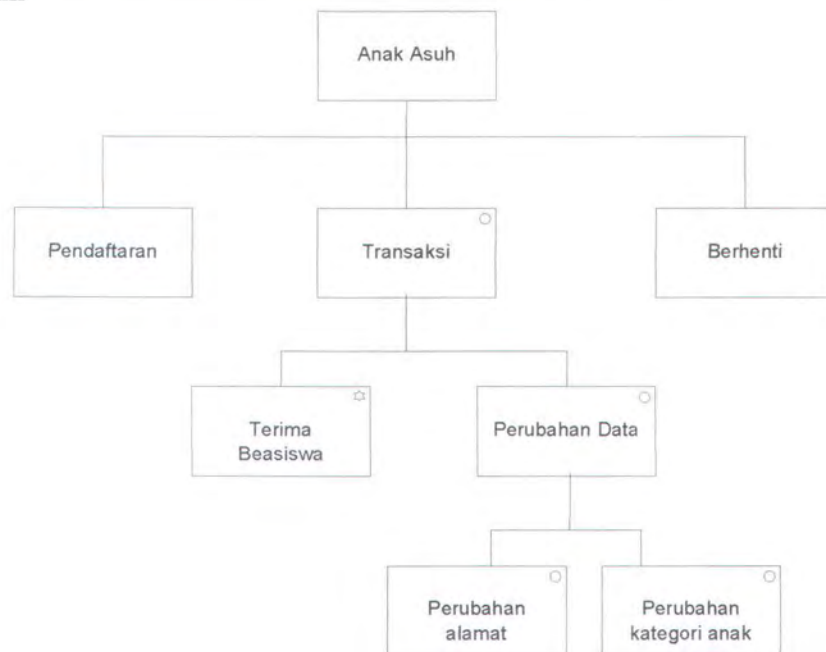 Anak Asuh
Pendaftaran
Transaksi
Berhenti
Terima
Beasiswa
Perubahan Data
Perubahan
alamat
Perubahan
kategori anak